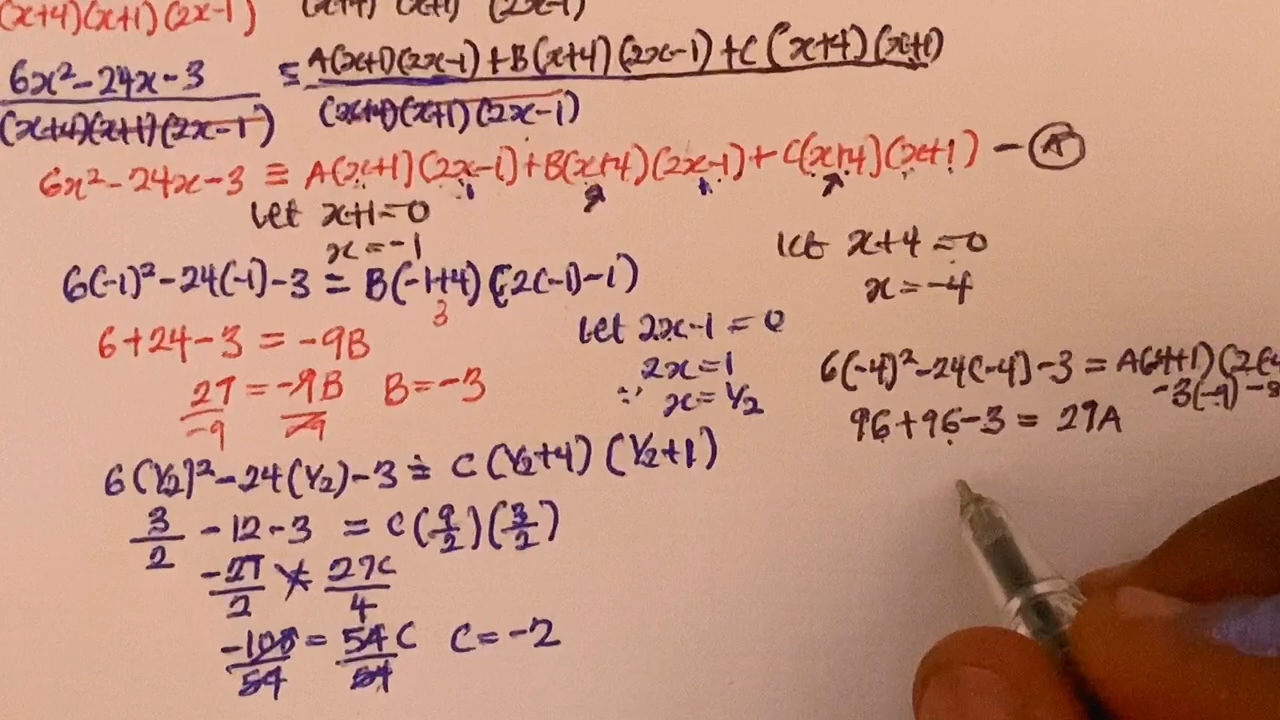 (x+4)(x+1)(2x-1) (x+4) (x+1) (2x-1)
6x²-24x-3 ≡ A(x+1)(2x-1)+B(x+4)(2x-1)+C(x+4)(x+1)
(x+4)(x+1)(2x-1) (x+4)(x+1)(2x-1)
6x²-24x-3 ≡ A(x+1)(2x-1)+B(x+4)(2x-1)+C(x+4)(x+1) - A
let x+1=0
x=-1
6(-1)²-24(-1)-3 = B(-1+4)(2(-1)-1)
3
6+24-3 = -9B
27 = -9B B=-3
-9 -9
let 2x-1=0
2x=1
∵ x=1/2
6(1/2)²-24(1/2)-3 = C(1/2+4)(1/2+1)
3/2 -12-3 = C(9/2)(3/2)
-27/2 27C/4
-108 = 54C C=-2
54 54
let x+4=0
x=-4
6(-4)²-24(-4)-3 = A(-4+1)(2(-4
-3(-9)
96+96-3 = 27A